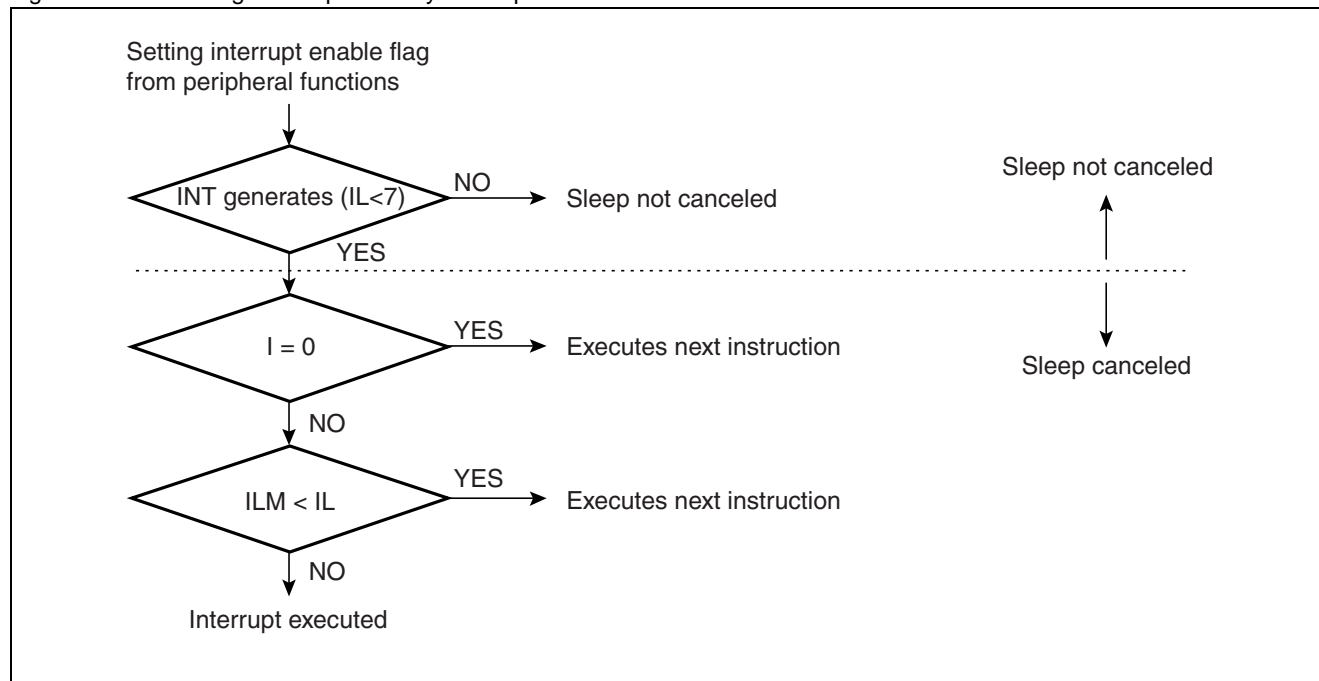 Setting interrupt enable flag
from peripheral functions
INT generates (IL<7)
NO
Sleep not canceled
YES
Sleep not canceled
I = 0
YES
Executes next instruction
Sleep canceled
NO
ILM < IL
YES
Executes next instruction
NO
Interrupt executed